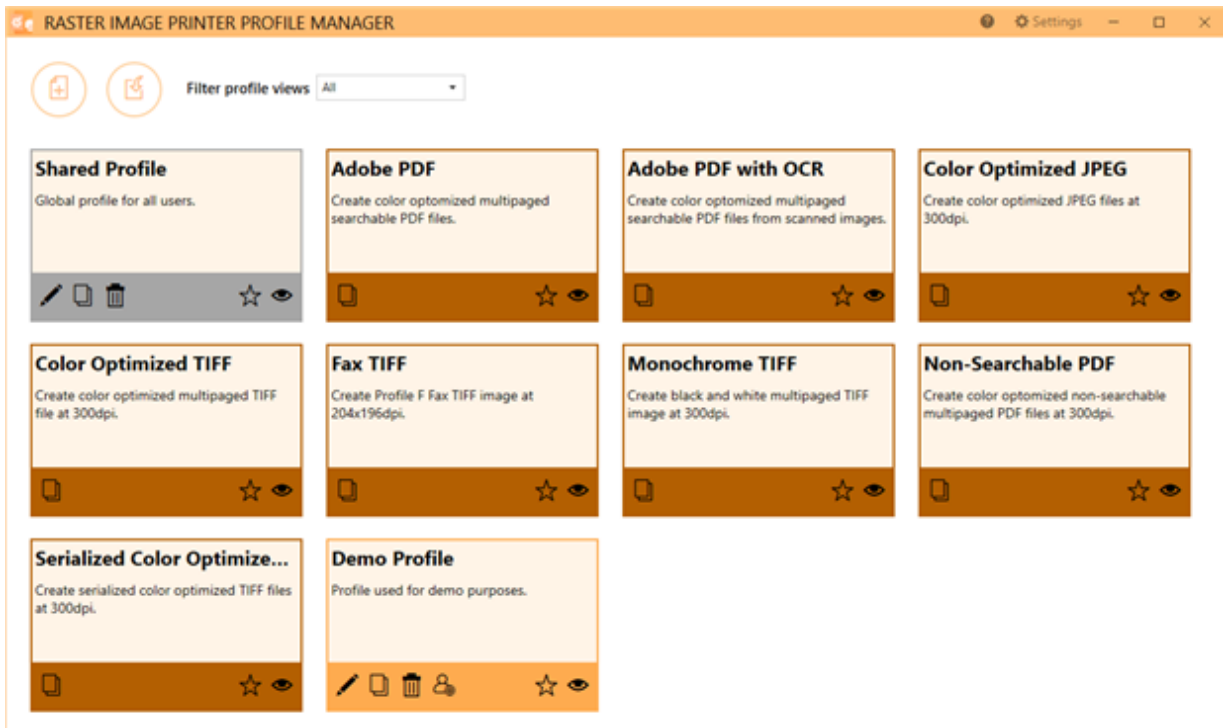 RASTER IMAGE PRINTER PROFILE MANAGER
Settings
Filter profile views
All
Shared Profile
Global profile for all users.
Adobe PDF
Create color optomized multipaged
searchable PDF files.
Adobe PDF with OCR
Create color optomized multipaged
searchable PDF files from scanned images.
Color Optimized JPEG
Create color optimized JPEG files at
300dpi.
Color Optimized TIFF
Create color optimized multipaged TIFF
file at 300dpi.
Fax TIFF
Create Profile F Fax TIFF image at
204x196dpi.
Monochrome TIFF
Create black and white multipaged TIFF
image at 300dpi.
Non-Searchable PDF
Create color optomized non-searchable
multipaged PDF files at 300dpi.
Serialized Color Optimize...
Create serialized color optimized TIFF files
at 300dpi.
Demo Profile
Profile used for demo purposes.